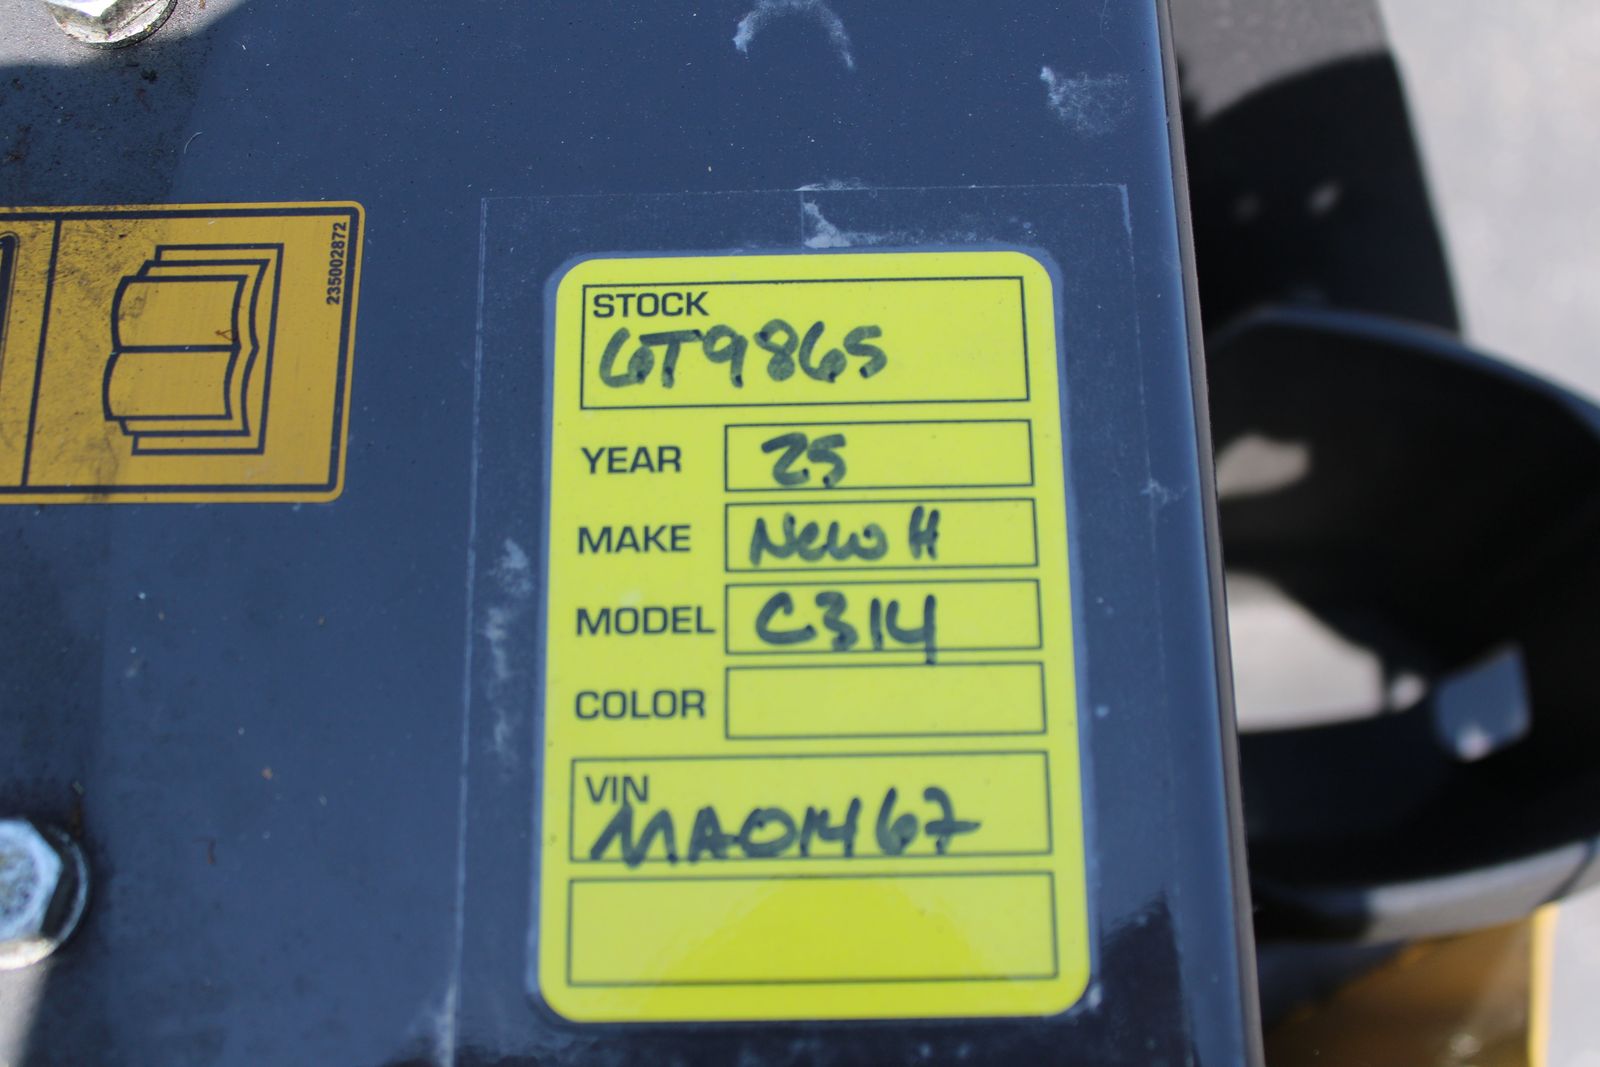 235002872
STOCK
GT9865
YEAR 25
MAKE New H
MODEL C314
COLOR
VIN
MA01467